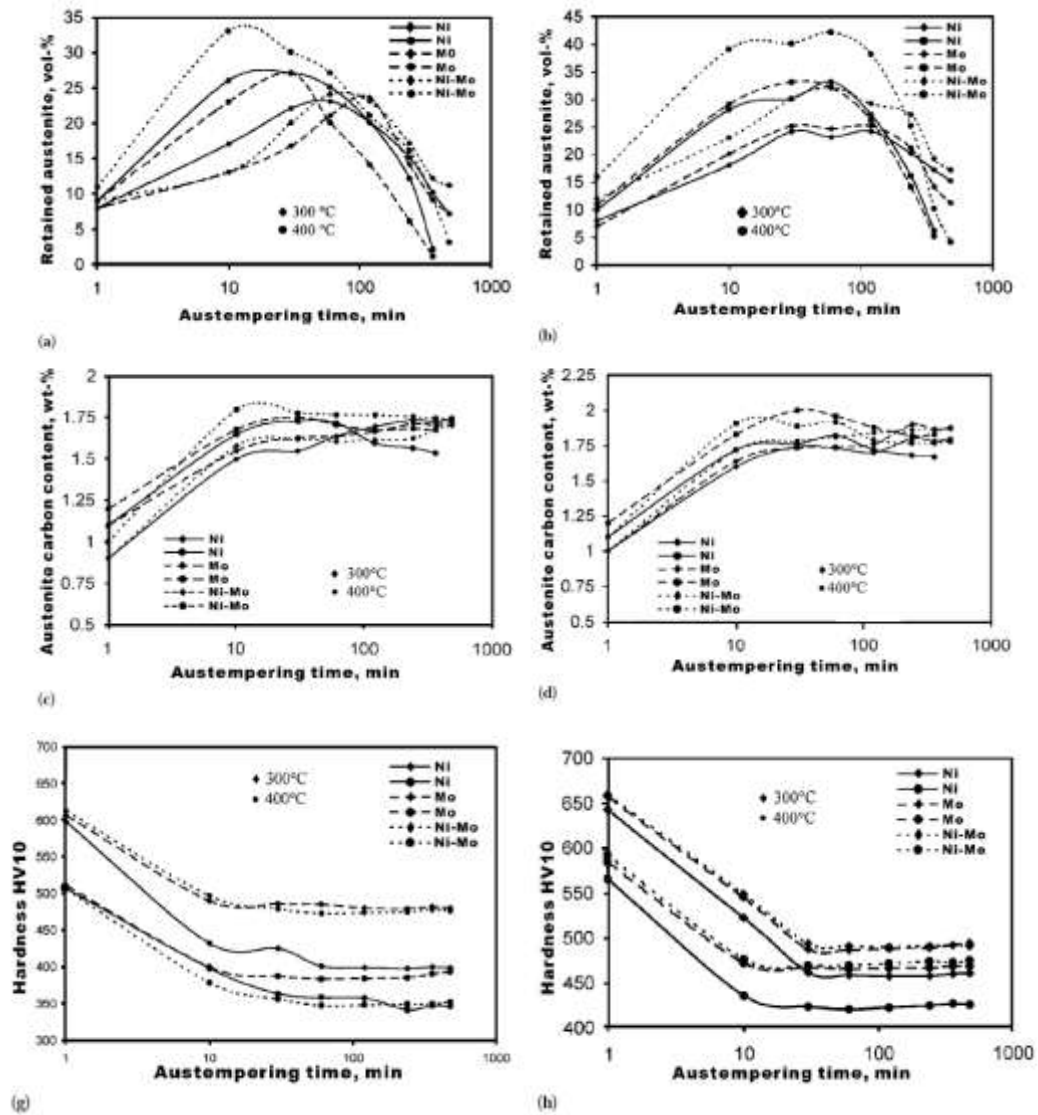 35
30
25
20
15
10
5
0
Retained austenite, vol-%
Ni
Ni
M0
Mo
Ni-Mo
Ni-Mo
300 °C
400 °C
1
10
100
1000
Austempering time, min
(a)
45
40
35
30
25
20
15
10
5
0
Retained austenite, vol-%
Ni
Ni
Mo
Mo
Ni-Mo
Ni-Mo
300°C
400°C
1
10
100
1000
Austempering time, min
(b)
2
1.75
1.5
1.25
1
0.75
0.5
Austenite carbon content, wt-%
Ni
Ni
Mo
Mo
Ni-Mo
Ni-Mo
300°C
400°C
1
10
100
1000
Austempering time, min
(c)
2.25
2
1.75
1.5
1.25
1
0.75
0.5
Austenite carbon content, wt-%
Ni
Ni
Mo
Mo
Ni-Mo
Ni-Mo
300°C
400°C
1
10
100
1000
Austempering time, min
(d)
700
650
600
550
500
450
400
350
300
Hardness HV10
300°C
400°C
Ni
Ni
Mo
Mo
Ni-Mo
Ni-Mo
1
10
100
1000
Austempering time, min
(g)
700
650
600
550
500
450
400
Hardness HV10
300°C
400°C
Ni
Ni
Mo
Mo
Ni-Mo
Ni-Mo
1
10
100
1000
Austempering time, min
(h)